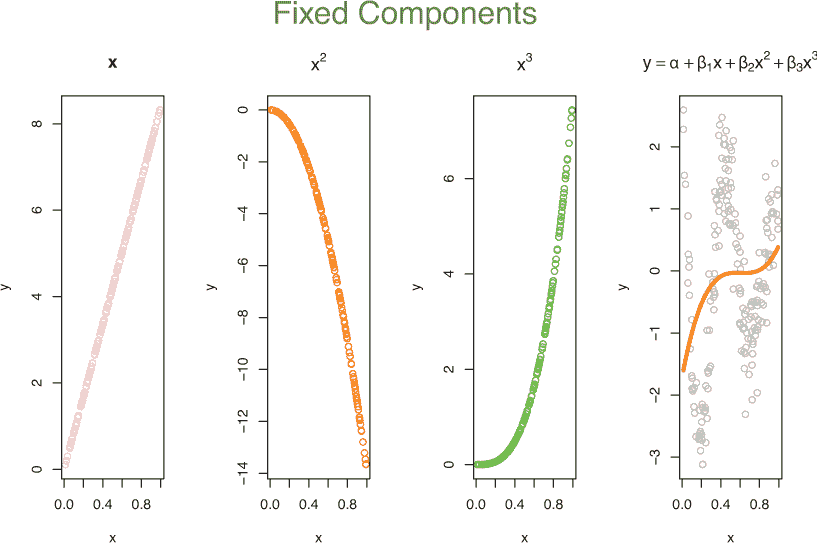 Fixed Components
x
x²
x³
y = α + β₁x + β₂x² + β₃x³
y
8
6
4
2
0
0.0 0.4 0.8
x
y
0
−2
−4
−6
−8
−10
−12
−14
0.0 0.4 0.8
x
y
6
4
2
0
0.0 0.4 0.8
x
y
2
1
0
−1
−2
−3
0.0 0.4 0.8
x